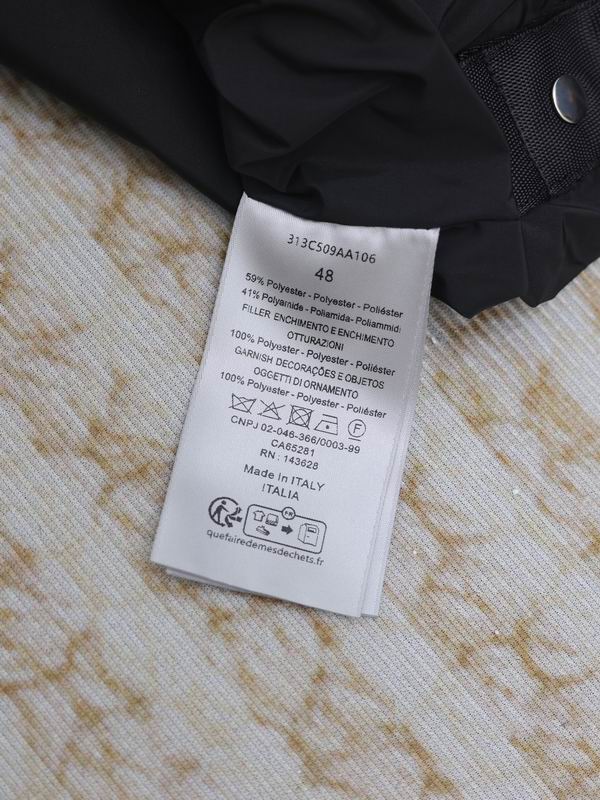 313C509AA106
48
59% Polyester - Polyester - Poliéster
41% Polyamide - Poliamida - Poliammidi
FILLER ENCHIMENTO E ENCHIMENTO
OTTURAZIONI
100% Polyester - Polyester - Poliéster
GARNISH DECORAÇÕES E OBJETOS
OGGETTI DI ORNAMENTO
100% Polyester - Polyester - Poliéster
F
CNPJ 02-046-366/0003-99
CA65281
RN : 143628
Made in ITALY
ITALIA
FR
quefairedemesdechets.fr